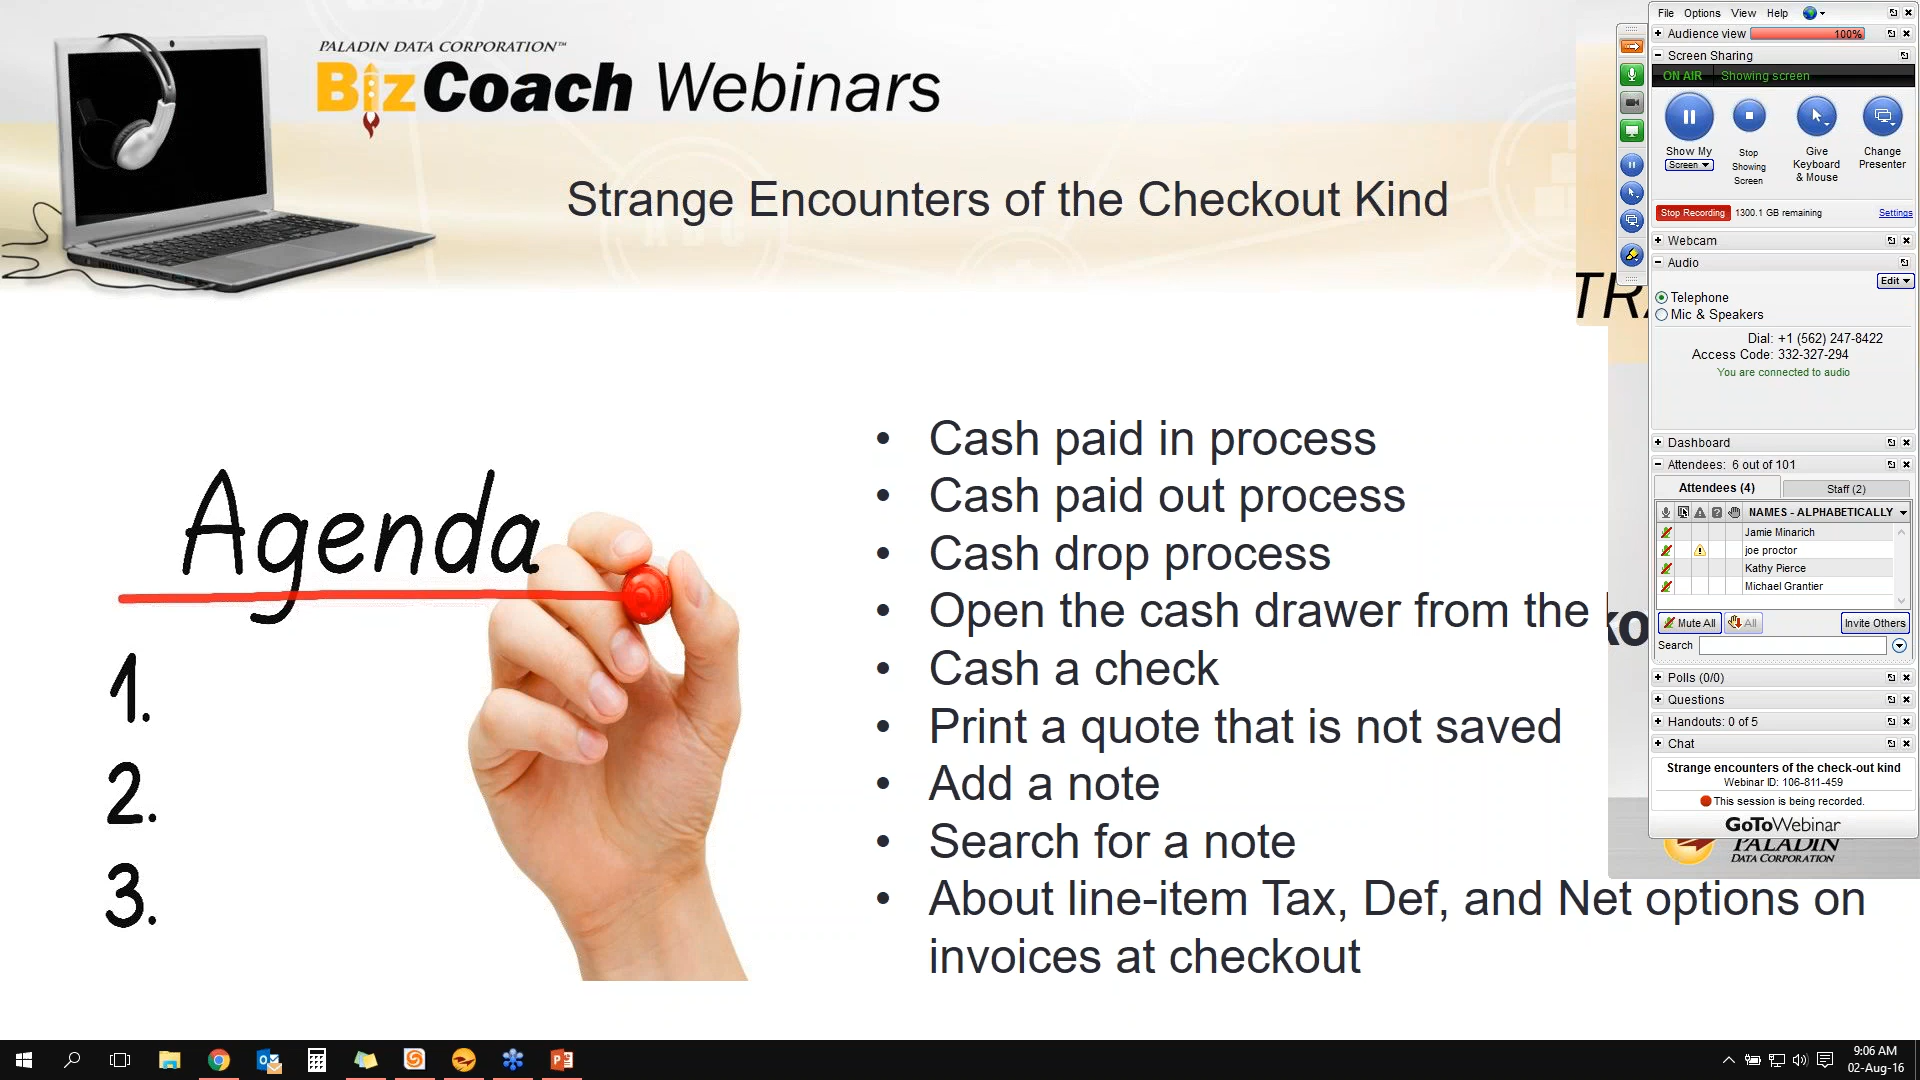 PALADIN DATA CORPORATION™
BizCoach Webinars
Strange Encounters of the Checkout Kind
Agenda
1.
2.
3.
• Cash paid in process
• Cash paid out process
• Cash drop process
• Open the cash drawer from the
• Cash a check
• Print a quote that is not saved
• Add a note
• Search for a note
• About line-item Tax, Def, and Net options on
invoices at checkout
File Options View Help
Audience view 100%
Screen Sharing
ON AIR Showing screen
Show My
Screen
Stop
Showing
Screen
Give
Keyboard
& Mouse
Change
Presenter
Stop Recording 1300.1 GB remaining Settings
Webcam
Audio
Edit
Telephone
Mic & Speakers
Dial: +1 (562) 247-8422
Access Code: 332-327-294
You are connected to audio
Dashboard
Attendees: 6 out of 101
Attendees (4) Staff (2)
NAMES - ALPHABETICALLY
Jamie Minarich
joe proctor
Kathy Pierce
Michael Grantier
Mute All All Invite Others
Search
Polls (0/0)
Questions
Handouts: 0 of 5
Chat
Strange encounters of the check-out kind
Webinar ID: 106-811-459
This session is being recorded.
GoToWebinar
PALADIN
DATA CORPORATION
9:06 AM
02-Aug-16